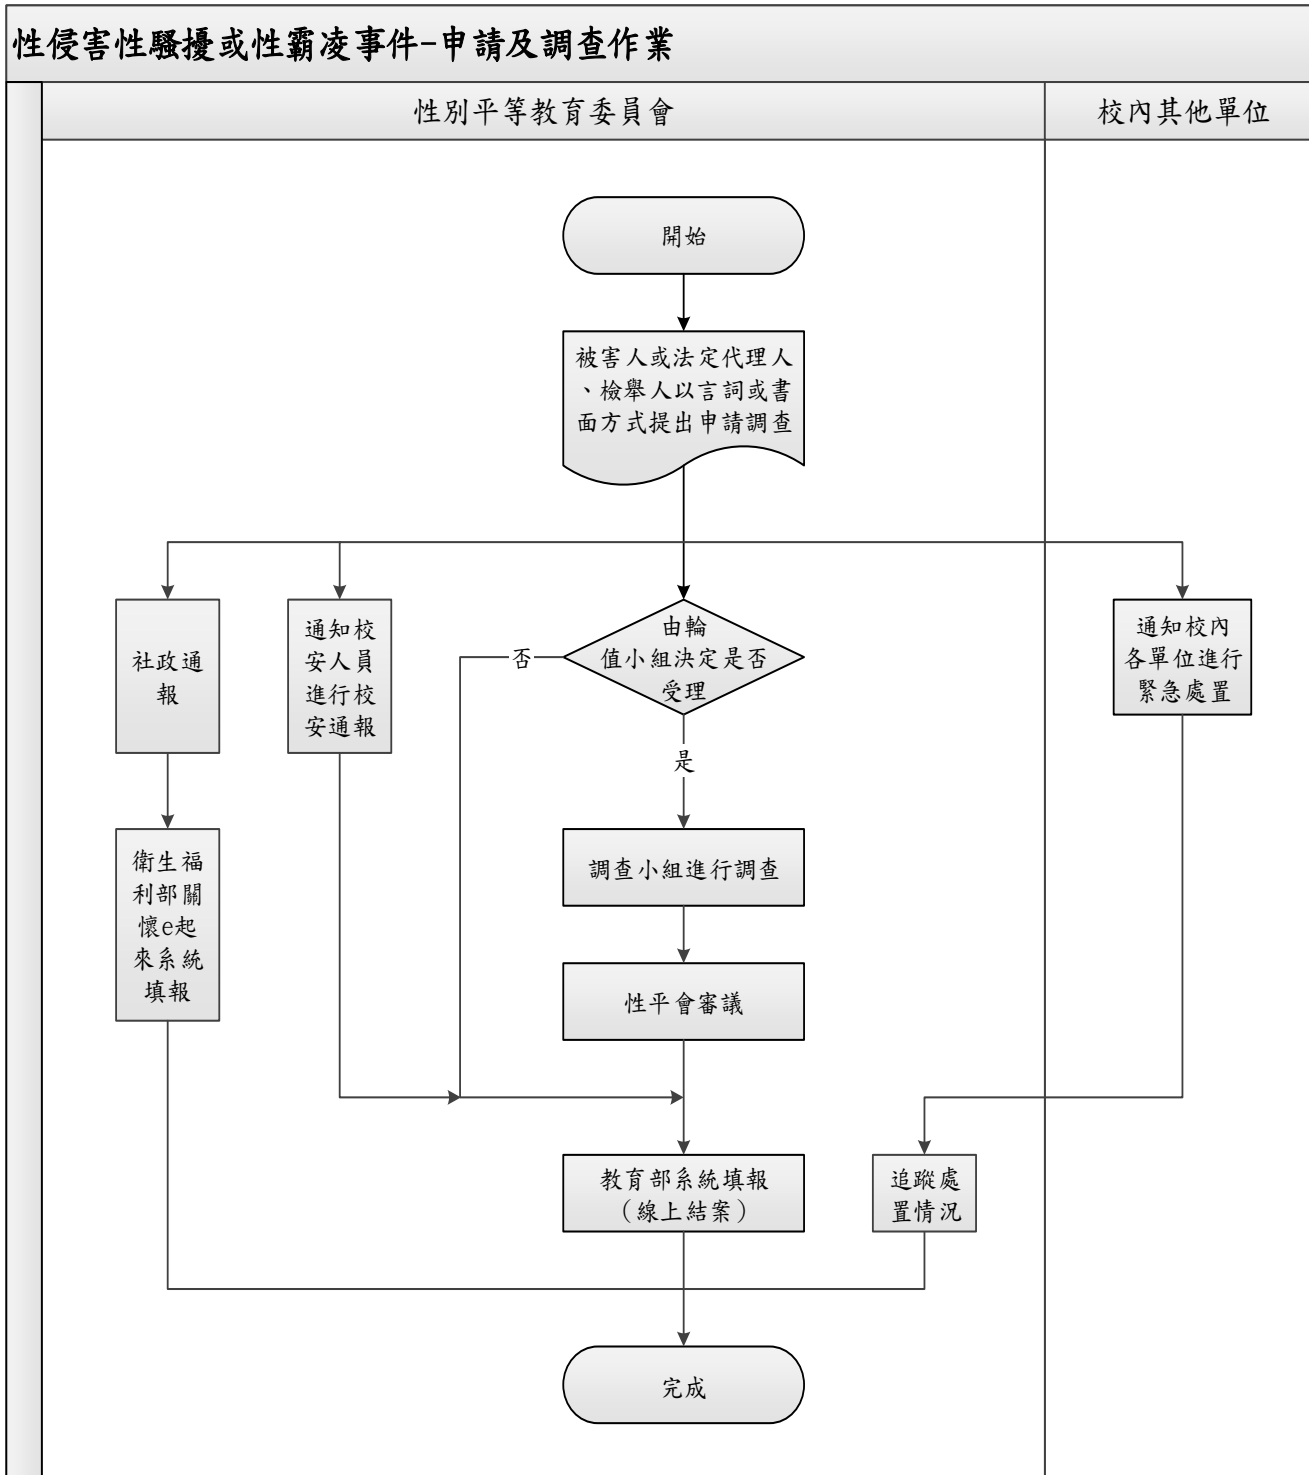 性侵害性騷擾或性霸凌事件-申請及調查作業
性別平等教育委員會
校內其他單位
開始
被害人或法定代理人
、檢舉人以言詞或書
面方式提出申請調查
社政通
報
通知校
安人員
進行校
安通報
否
由輪
值小組決定是否
受理
通知校內
各單位進行
緊急處置
是
衛生福
利部關
懷e起
來系統
填報
調查小組進行調查
性平會審議
教育部系統填報
（線上結案）
追蹤處
置情況
完成